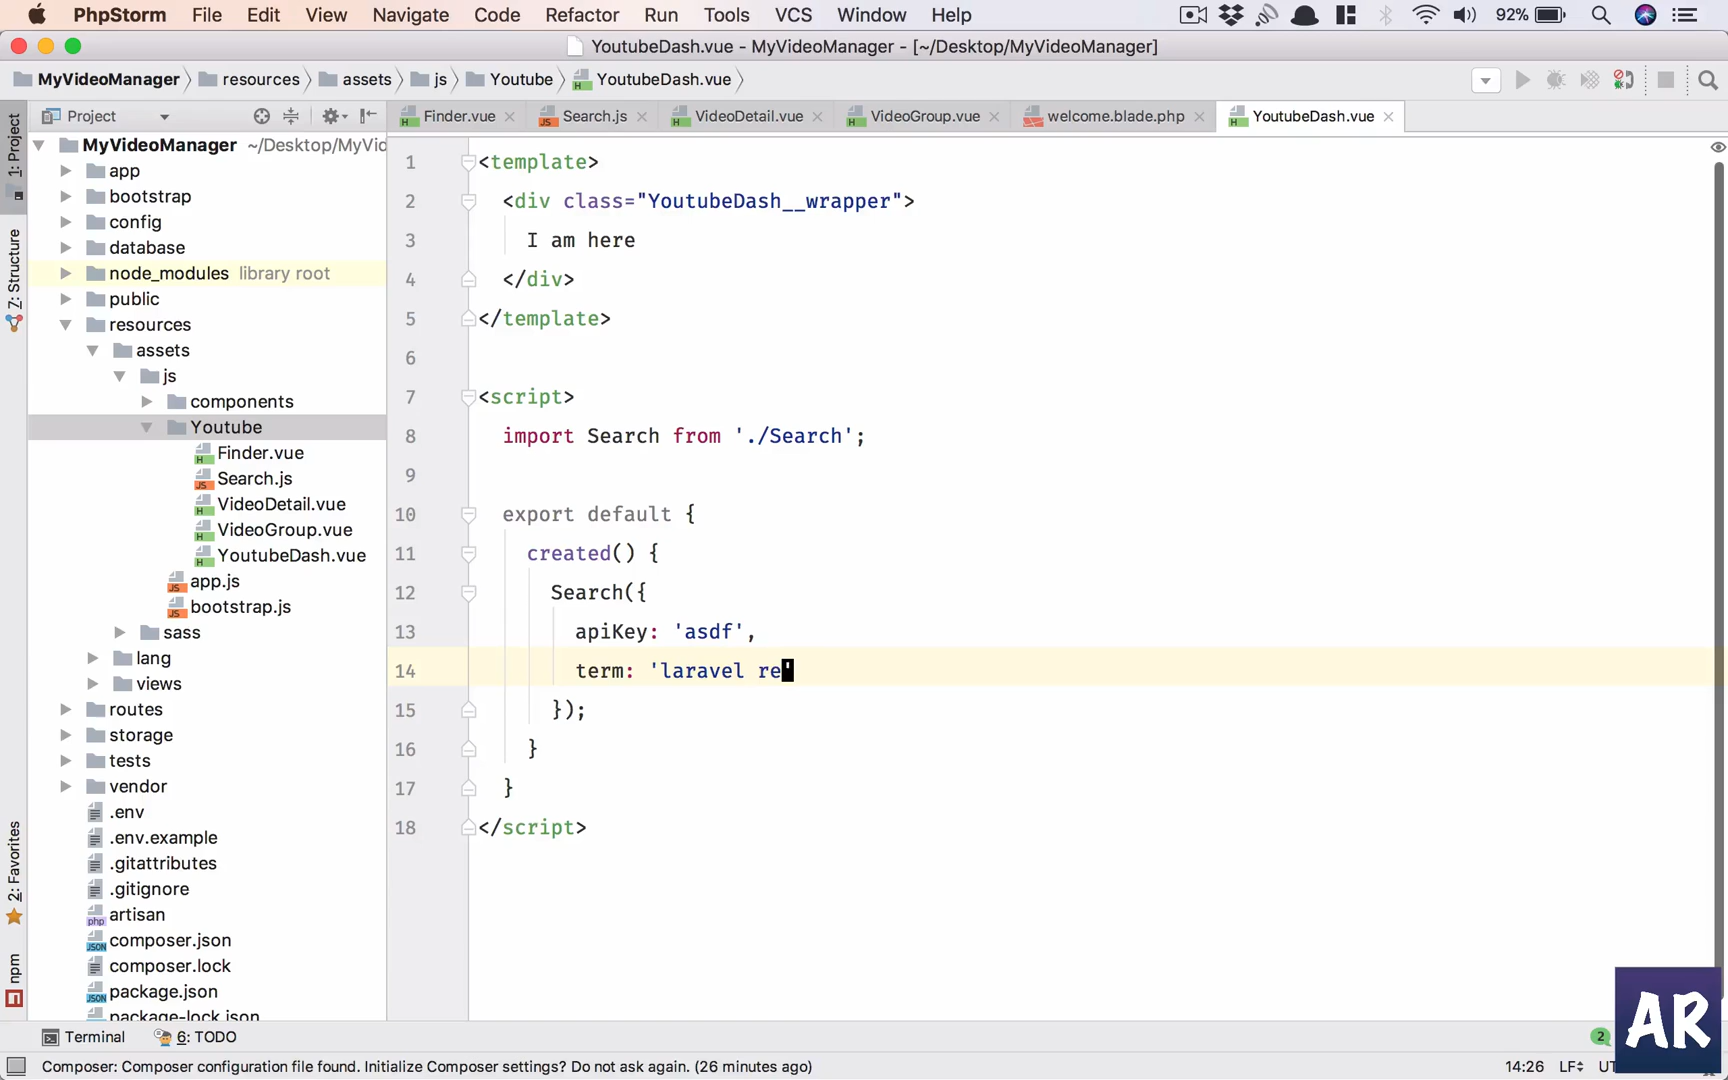 PhpStorm File Edit View Navigate Code Refactor Run Tools VCS Window Help 92%
YoutubeDash.vue - MyVideoManager - [~/Desktop/MyVideoManager]
MyVideoManager resources assets js Youtube YoutubeDash.vue
Project
Finder.vue Search.js VideoDetail.vue VideoGroup.vue welcome.blade.php YoutubeDash.vue
1: Project
7: Structure
2: Favorites
npm
MyVideoManager ~/Desktop/MyVid
app
bootstrap
config
database
node_modules library root
public
resources
assets
js
components
Youtube
Finder.vue
Search.js
VideoDetail.vue
VideoGroup.vue
YoutubeDash.vue
app.js
bootstrap.js
sass
lang
views
routes
storage
tests
vendor
.env
.env.example
.gitattributes
.gitignore
artisan
composer.json
composer.lock
package.json
package-lock.json
1 <template>
2 <div class="YoutubeDash__wrapper">
3 I am here
4 </div>
5 </template>
6
7 <script>
8 import Search from './Search';
9
10 export default {
11 created() {
12 Search({
13 apiKey: 'asdf',
14 term: 'laravel re'
15 });
16 }
17 }
18 </script>
Terminal 6: TODO 2
Composer: Composer configuration file found. Initialize Composer settings? Do not ask again. (26 minutes ago) 14:26 LF
AR